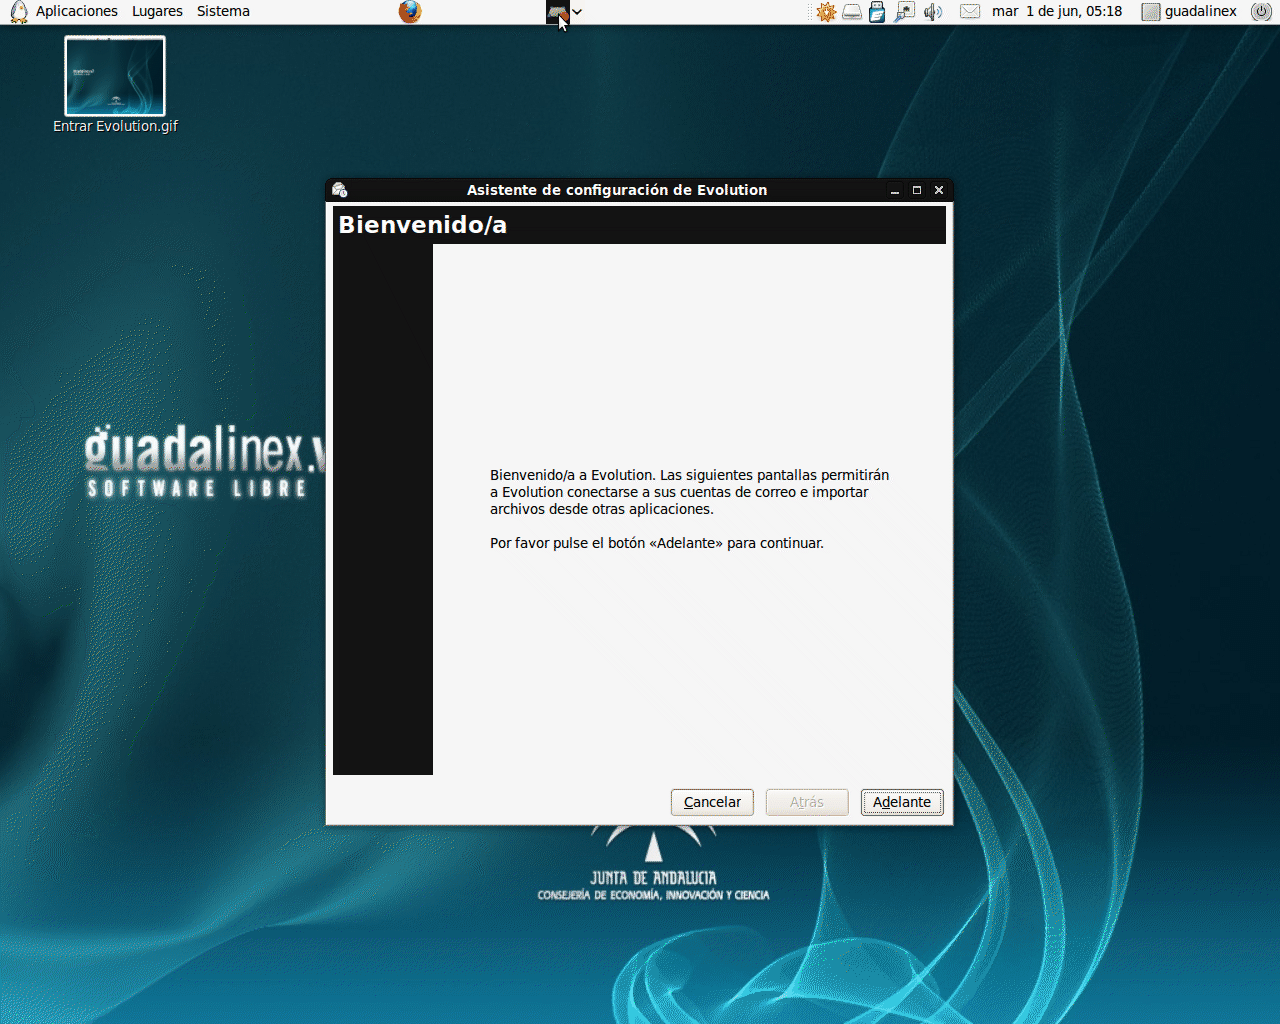 Aplicaciones Lugares Sistema mar 1 de jun, 05:18 guadalinex
Entrar Evolution.gif
Asistente de configuración de Evolution
Bienvenido/a
guadalinex.v
SOFTWARE LIBRE
Bienvenido/a a Evolution. Las siguientes pantallas permitirán
a Evolution conectarse a sus cuentas de correo e importar
archivos desde otras aplicaciones.
Por favor pulse el botón «Adelante» para continuar.
Cancelar Atrás Adelante
JUNTA DE ANDALUCIA
CONSEJERÍA DE ECONOMÍA, INNOVACIÓN Y CIENCIA